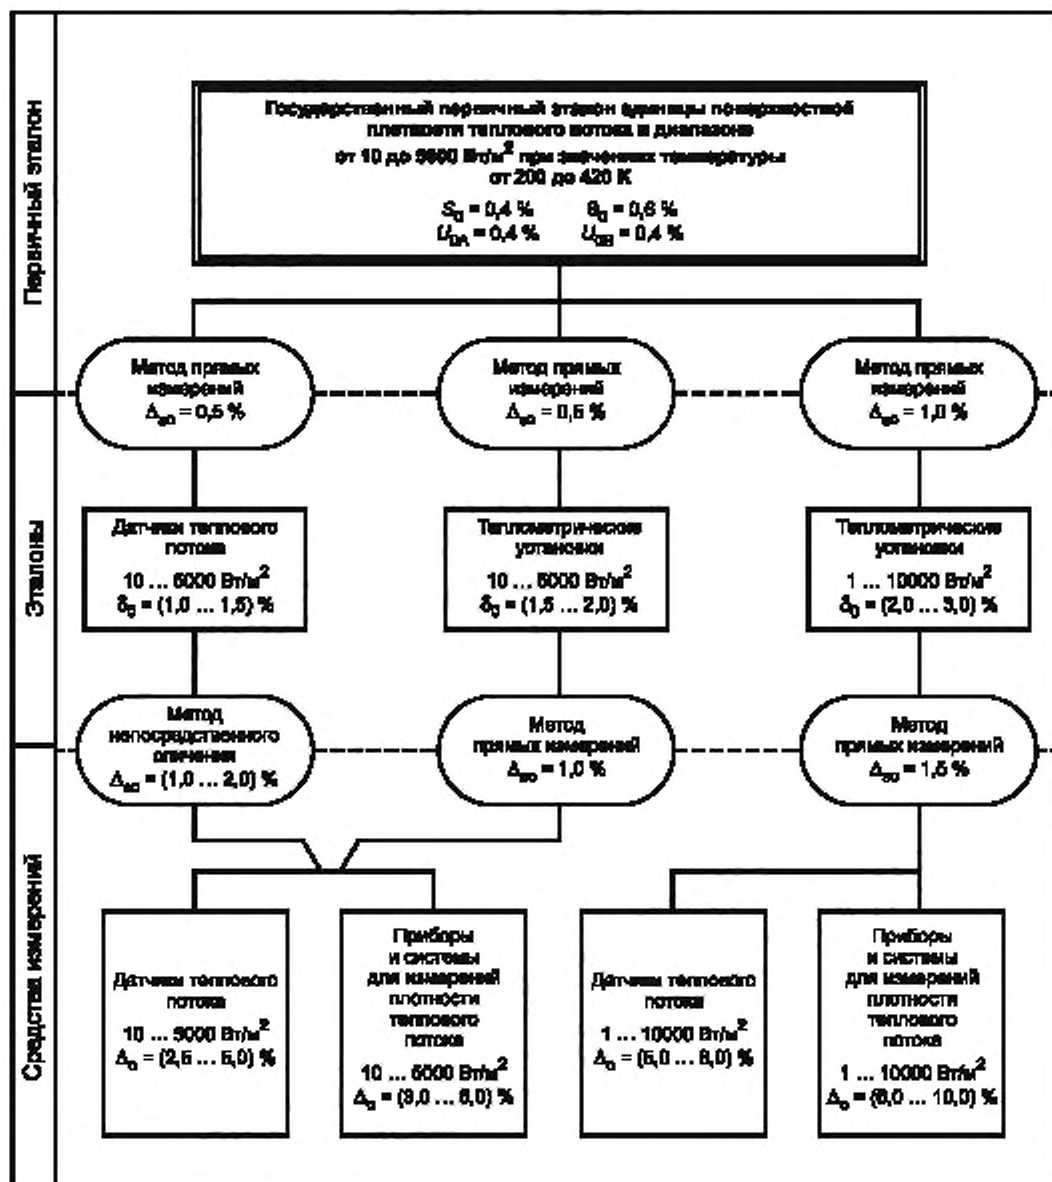 Первичный эталон
Государственный первичный эталон единицы поверхностной
плотности теплового потока в диапазоне
от 10 до 5000 Вт/м² при значениях температуры
от 200 до 420 К
S₀ = 0,4 % Θ₀ = 0,6 %
U₀A = 0,4 % U₀B = 0,4 %
Метод прямых
измерений
Δso = 0,5 %
Метод прямых
измерений
Δso = 0,5 %
Метод прямых
измерений
Δso = 1,0 %
Эталоны
Датчики теплового
потока
10 ... 5000 Вт/м²
δ₀ = (1,0 ... 1,5) %
Теплометрические
установки
10 ... 5000 Вт/м²
δ₀ = (1,5 ... 2,0) %
Теплометрические
установки
1 ... 10000 Вт/м²
δ₀ = (2,0 ... 3,0) %
Метод
непосредственного
сличения
Δso = (1,0 ... 2,0) %
Метод
прямых измерений
Δso = 1,0 %
Метод
прямых измерений
Δso = 1,5 %
Средства измерений
Датчики теплового
потока
10 ... 5000 Вт/м²
Δ₀ = (2,5 ... 5,0) %
Приборы
и системы
для измерений
плотности
теплового
потока
10 ... 5000 Вт/м²
Δ₀ = (3,0 ... 6,0) %
Датчики теплового
потока
1 ... 10000 Вт/м²
Δ₀ = (5,0 ... 8,0) %
Приборы
и системы
для измерений
плотности
теплового
потока
1 ... 10000 Вт/м²
Δ₀ = (6,0 ... 10,0) %